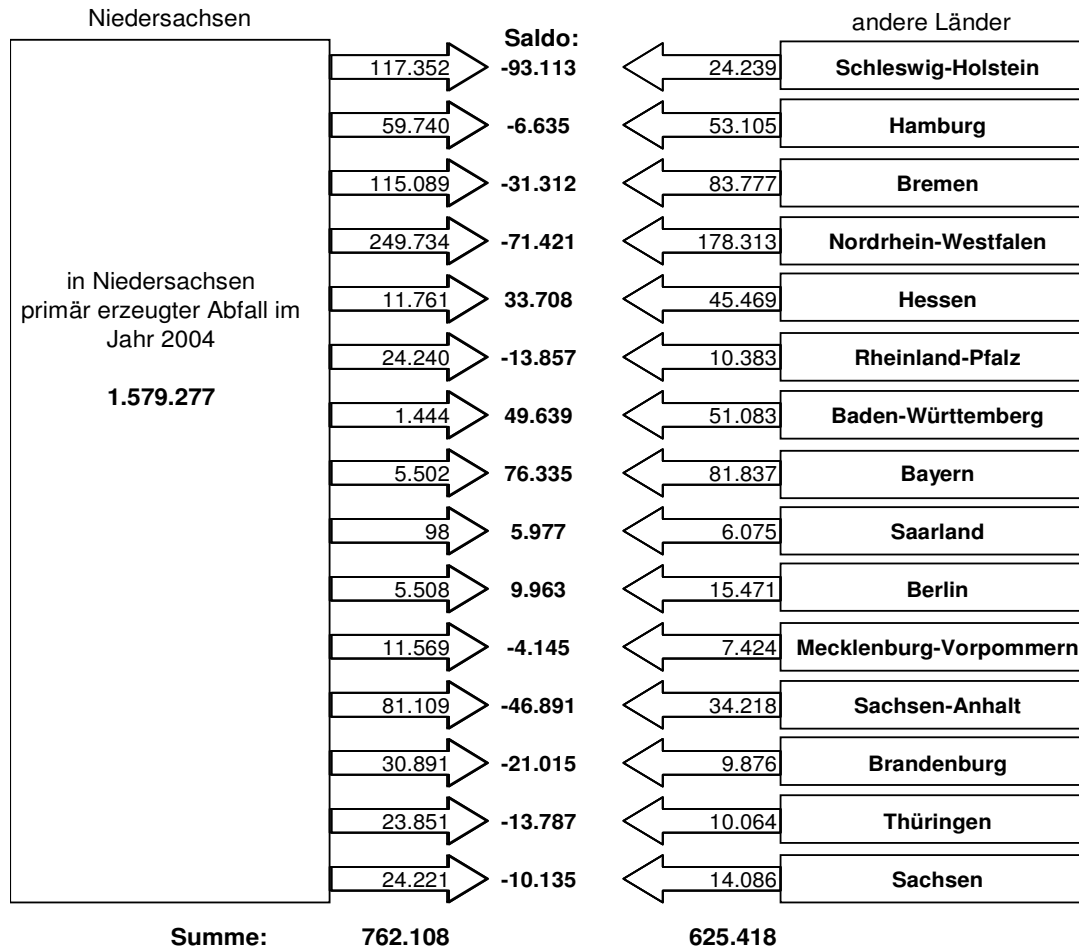 Niedersachsen andere Länder
Saldo:
117.352 -93.113 24.239 Schleswig-Holstein
59.740 -6.635 53.105 Hamburg
115.089 -31.312 83.777 Bremen
249.734 -71.421 178.313 Nordrhein-Westfalen
in Niedersachsen
primär erzeugter Abfall im
Jahr 2004
1.579.277
11.761 33.708 45.469 Hessen
24.240 -13.857 10.383 Rheinland-Pfalz
1.444 49.639 51.083 Baden-Württemberg
5.502 76.335 81.837 Bayern
98 5.977 6.075 Saarland
5.508 9.963 15.471 Berlin
11.569 -4.145 7.424 Mecklenburg-Vorpommern
81.109 -46.891 34.218 Sachsen-Anhalt
30.891 -21.015 9.876 Brandenburg
23.851 -13.787 10.064 Thüringen
24.221 -10.135 14.086 Sachsen
Summe: 762.108 625.418